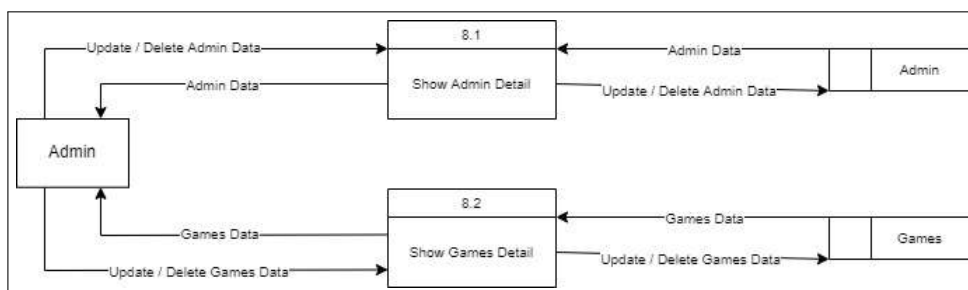 8.1
Update / Delete Admin Data
Admin Data
Admin
Show Admin Detail
Admin Data
Update / Delete Admin Data
Admin
8.2
Games Data
Games Data
Games
Show Games Detail
Update / Delete Games Data
Update / Delete Games Data